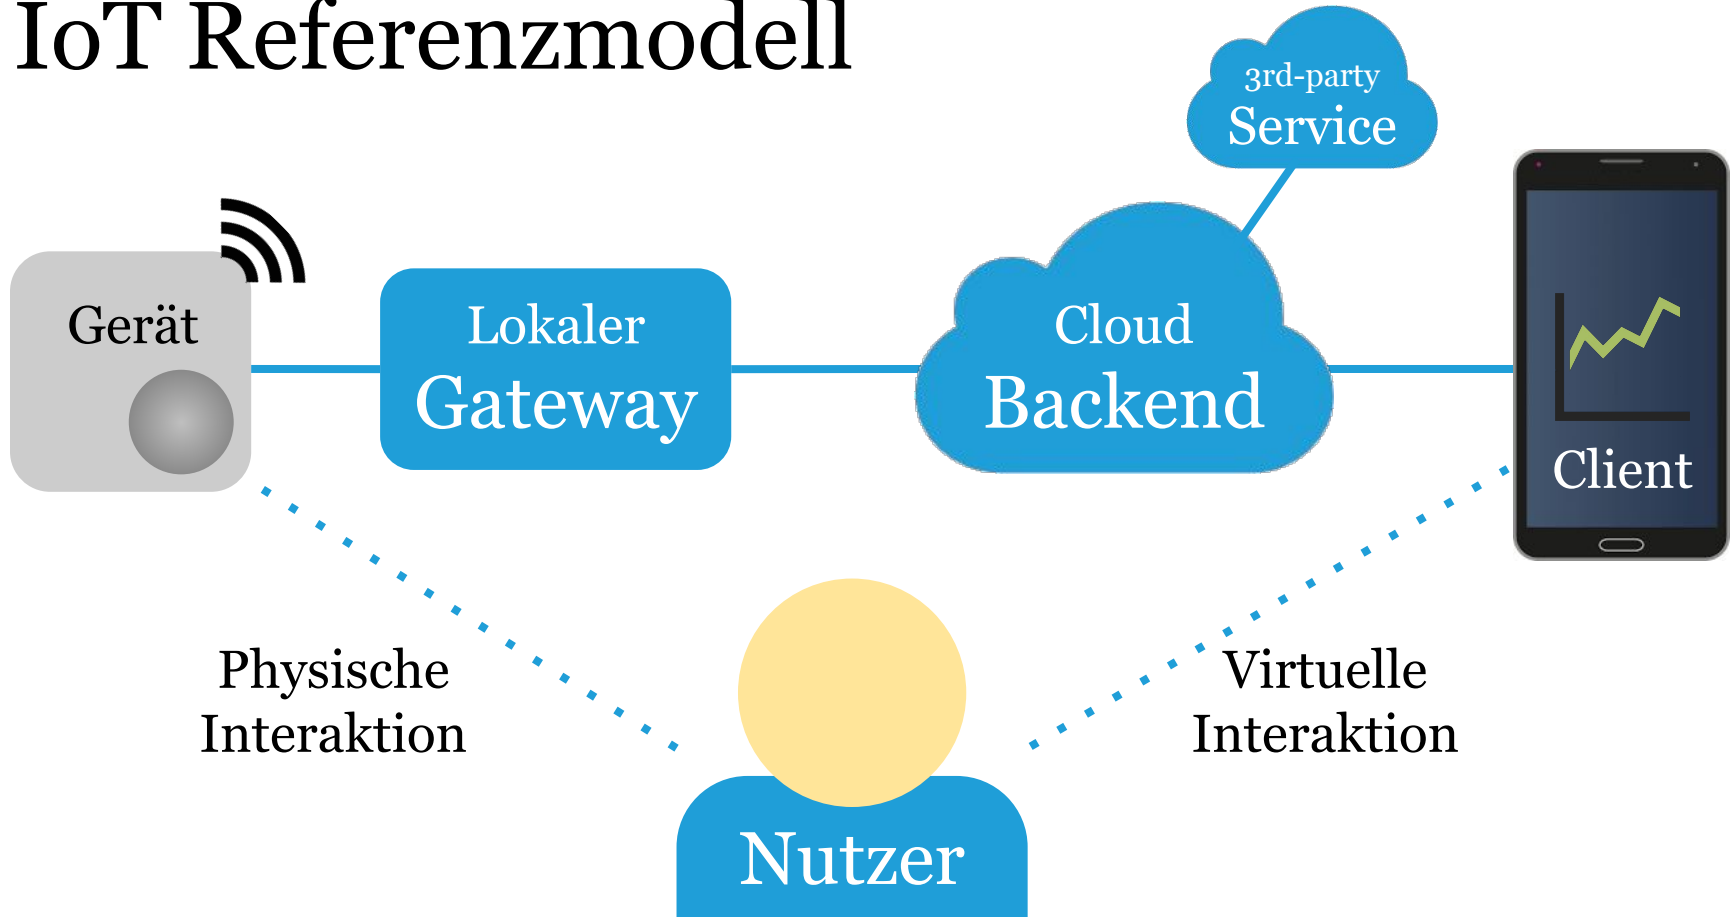 IoT Referenzmodell
3rd-party
Service
Gerät
Lokaler
Gateway
Cloud
Backend
Client
Physische
Interaktion
Virtuelle
Interaktion
Nutzer